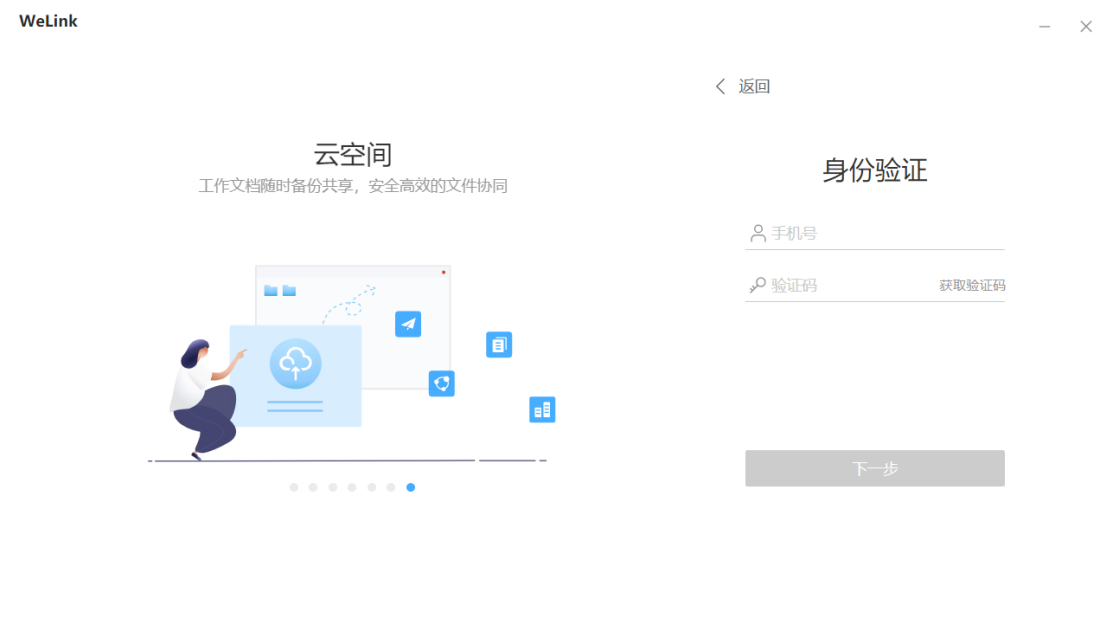 WeLink
返回
云空间
工作文档随时备份共享，安全高效的文件协同
身份验证
手机号
验证码 获取验证码
下一步